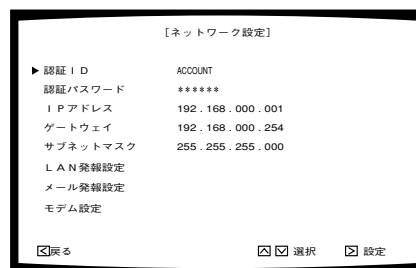 [ネットワーク設定]
▶ 認証ＩＤ ACCOUNT
認証パスワード ******
ＩＰアドレス 192 . 168 . 000 . 001
ゲートウェイ 192 . 168 . 000 . 254
サブネットマスク 255 . 255 . 255 . 000
ＬＡＮ発報設定
メール発報設定
モデム設定
<戻る ∧ ∨ 選択 > 設定